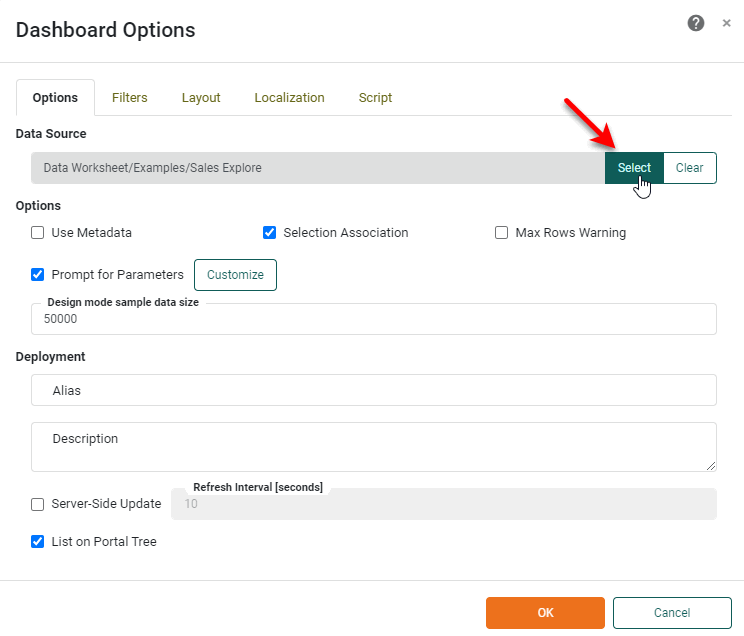 Dashboard Options
Options Filters Layout Localization Script
Data Source
Data Worksheet/Examples/Sales Explore Select Clear
Options
Use Metadata Selection Association Max Rows Warning
Prompt for Parameters Customize
Design mode sample data size
50000
Deployment
Alias
Description
Refresh Interval [seconds]
Server-Side Update 10
List on Portal Tree
OK Cancel